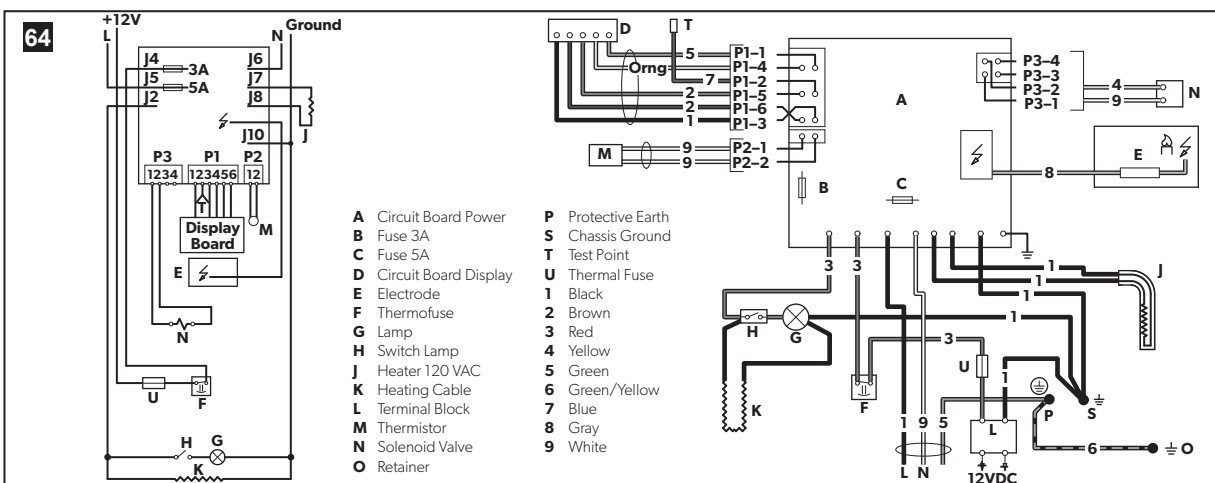 64
+12V
L
N
Ground
J4
3A
J6
J5
5A
J7
J2
J8
J
J10
P3
P1
P2
1234
123456
12
T
Display
Board
M
E
N
U
F
H
G
K
A Circuit Board Power
B Fuse 3A
C Fuse 5A
D Circuit Board Display
E Electrode
F Thermofuse
G Lamp
H Switch Lamp
J Heater 120 VAC
K Heating Cable
L Terminal Block
M Thermistor
N Solenoid Valve
O Retainer
P Protective Earth
S Chassis Ground
T Test Point
U Thermal Fuse
1 Black
2 Brown
3 Red
4 Yellow
5 Green
6 Green/Yellow
7 Blue
8 Gray
9 White
D
T
5
P1–1
Orng
P1–4
7
P1–2
2
P1–5
2
P1–6
1
P1–3
M
9
P2–1
9
P2–2
A
B
C
P3–4
P3–3
P3–2
P3–1
4
9
N
E
8
3
3
1
1
1
J
H
G
1
3
U
1
K
F
P
S
L
1
9
5
6
O
L N
12VDC